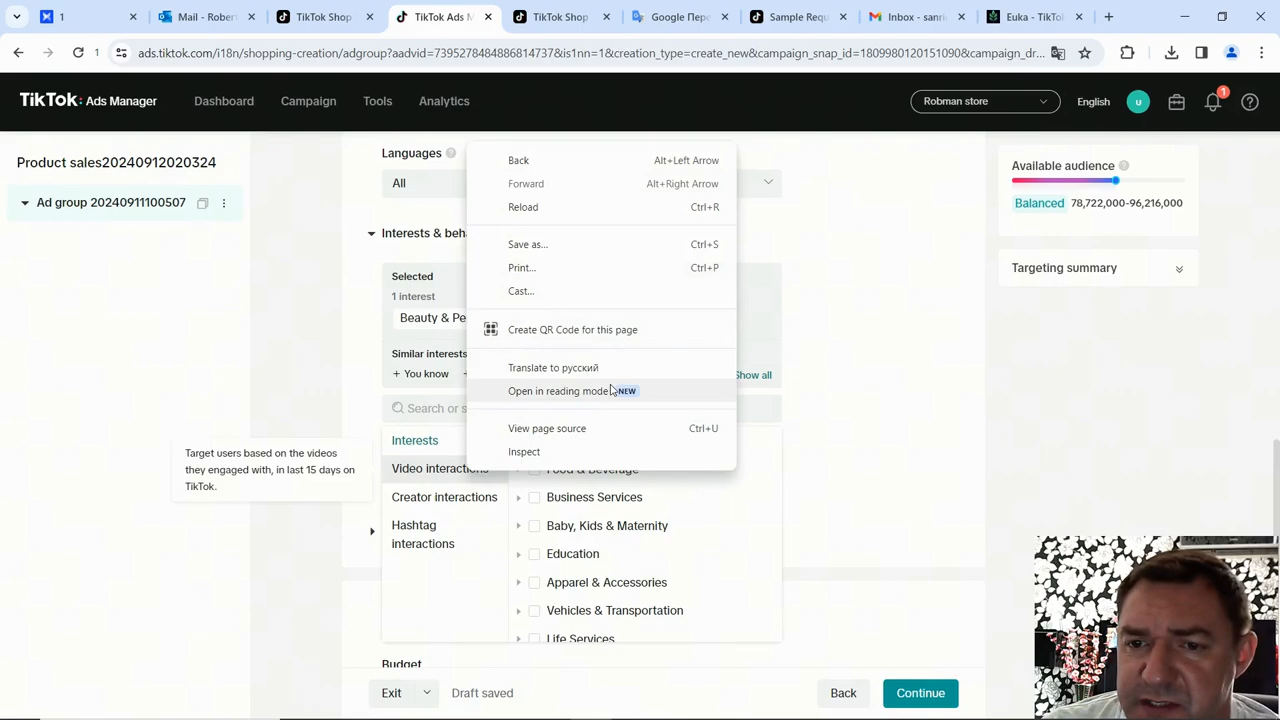 1
Mail - Robert
TikTok Shop
TikTok Ads M
TikTok Shop
Google Пере
Sample Requ
Inbox - sanri
Euka - TikTo
1
ads.tiktok.com/i18n/shopping-creation/adgroup?aadvid=7395278484886814737&is1nn=1&creation_type=create_new&campaign_snap_id=1809980120151090&campaign_dr...
TikTok: Ads Manager
Dashboard
Campaign
Tools
Analytics
Robman store
English
U
1
Product sales20240912020324
Ad group 20240911100507
Languages
All
Interests & beha
Selected
1 interest
Beauty & Pe
Similar interests
+ You know
Show all
Search or s
Interests
Video interactions
Creator interactions
Hashtag
interactions
Target users based on the videos
they engaged with, in last 15 days on
TikTok.
Back Alt+Left Arrow
Forward Alt+Right Arrow
Reload Ctrl+R
Save as... Ctrl+S
Print... Ctrl+P
Cast...
Create QR Code for this page
Translate to русский
Open in reading mode NEW
View page source Ctrl+U
Inspect
Food & Beverage
Business Services
Baby, Kids & Maternity
Education
Apparel & Accessories
Vehicles & Transportation
Life Services
Budget
Available audience
Balanced 78,722,000-96,216,000
Targeting summary
Exit
Draft saved
Back
Continue